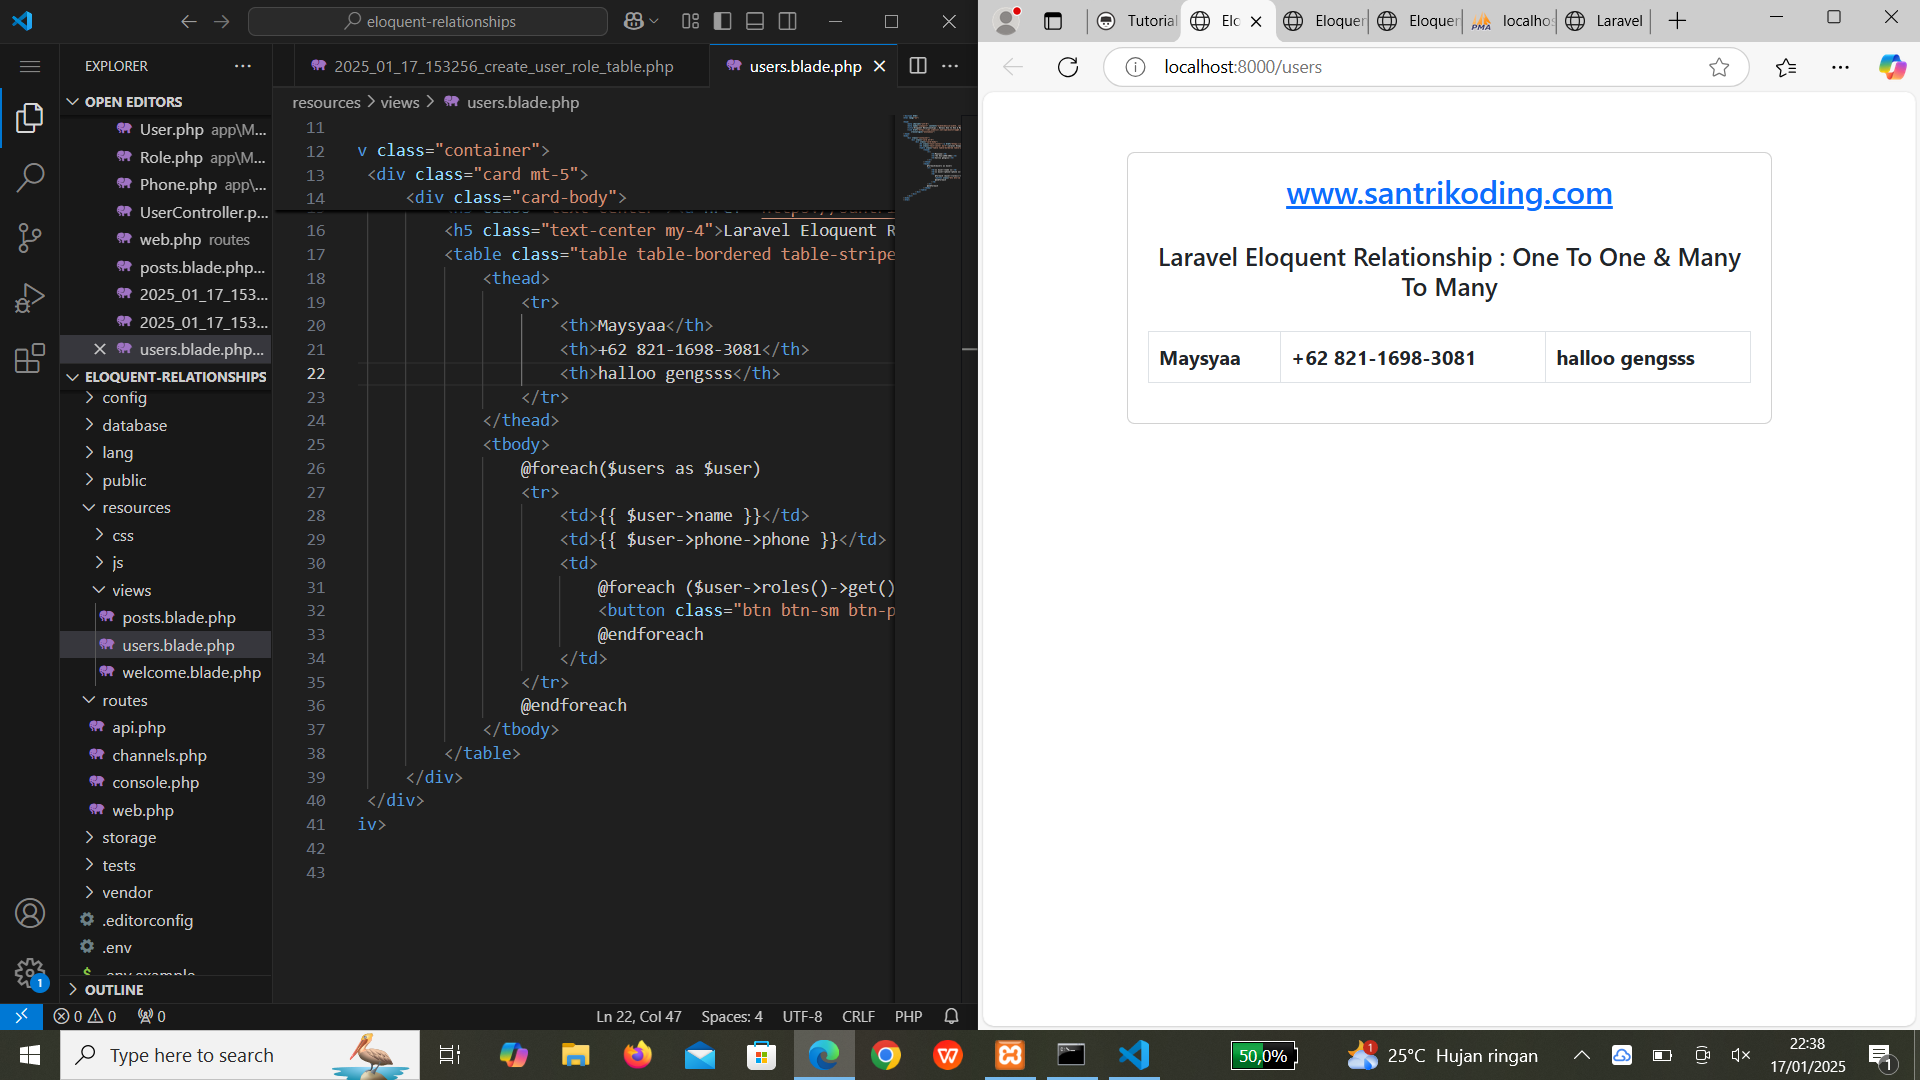 eloquent-relationships
EXPLORER
OPEN EDITORS
User.php app\M...
Role.php app\M...
Phone.php app\...
UserController.p...
web.php routes
posts.blade.php...
2025_01_17_153...
2025_01_17_153...
users.blade.php...
ELOQUENT-RELATIONSHIPS
config
database
lang
public
resources
css
js
views
posts.blade.php
users.blade.php
welcome.blade.php
routes
api.php
channels.php
console.php
web.php
storage
tests
vendor
.editorconfig
.env
.env.example
OUTLINE
2025_01_17_153256_create_user_role_table.php
users.blade.php
resources > views > users.blade.php
11
12 v class="container">
13 <div class="card mt-5">
14 <div class="card-body">
16 <h5 class="text-center my-4">Laravel Eloquent R
17 <table class="table table-bordered table-stripe
18 <thead>
19 <tr>
20 <th>Maysyaa</th>
21 <th>+62 821-1698-3081</th>
22 <th>halloo gengsss</th>
23 </tr>
24 </thead>
25 <tbody>
26 @foreach($users as $user)
27 <tr>
28 <td>{{ $user->name }}</td>
29 <td>{{ $user->phone->phone }}</td>
30 <td>
31 @foreach ($user->roles()->get()
32 <button class="btn btn-sm btn-p
33 @endforeach
34 </td>
35 </tr>
36 @endforeach
37 </tbody>
38 </table>
39 </div>
40 </div>
41 iv>
42
43
0 0 0
Ln 22, Col 47 Spaces: 4 UTF-8 CRLF PHP
Tutorial
Elo
Eloquen
Eloquen
localhos
Laravel
localhost:8000/users
www.santrikoding.com
Laravel Eloquent Relationship : One To One & Many
To Many
Maysyaa +62 821-1698-3081 halloo gengsss
Type here to search
50,0%
25°C Hujan ringan
22:38
17/01/2025